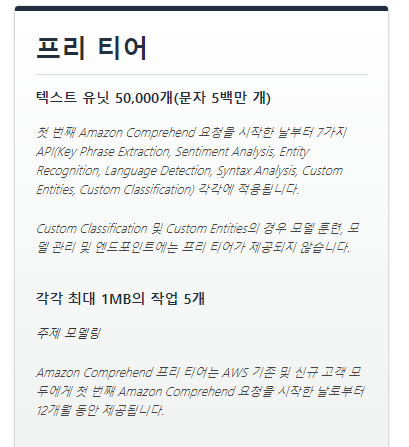 프리 티어
텍스트 유닛 50,000개(문자 5백만 개)
첫 번째 Amazon Comprehend 요청을 시작한 날부터 7가지
API(Key Phrase Extraction, Sentiment Analysis, Entity
Recognition, Language Detection, Syntax Analysis, Custom
Entities, Custom Classification) 각각에 적용됩니다.
Custom Classification 및 Custom Entities의 경우 모델 훈련, 모
델 관리 및 엔드포인트에는 프리 티어가 제공되지 않습니다.
각각 최대 1MB의 작업 5개
주제 모델링
Amazon Comprehend 프리 티어는 AWS 기존 및 신규 고객 모
두에게 첫 번째 Amazon Comprehend 요청을 시작한 날로부터
12개월 동안 제공됩니다.